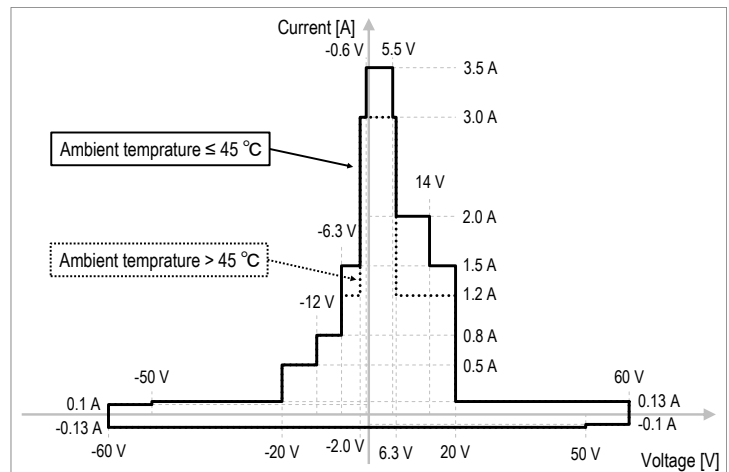 Current [A]
-0.6 V 5.5 V
3.5 A
3.0 A
Ambient temprature ≤ 45 °C
14 V
2.0 A
-6.3 V
Ambient temprature > 45 °C
1.5 A
1.2 A
-12 V
0.8 A
0.5 A
-50 V 60 V
0.1 A 0.13 A
-0.13 A -0.1 A
-60 V -20 V -2.0 V 6.3 V 20 V 50 V
Voltage [V]